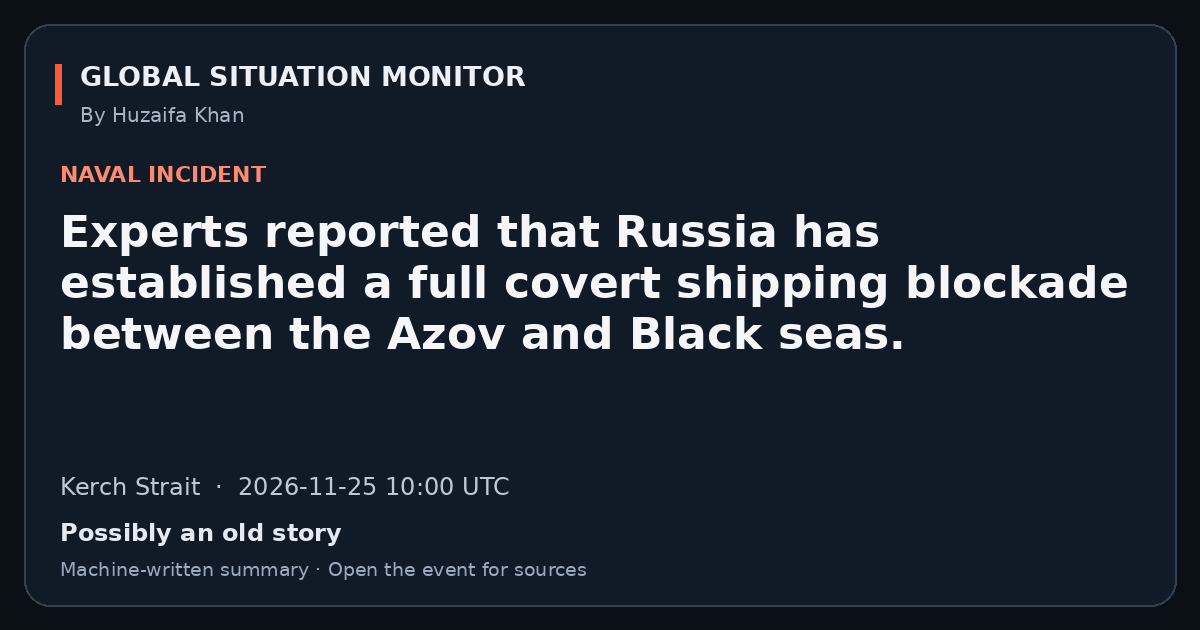 GLOBAL SITUATION MONITOR
By Huzaifa Khan
NAVAL INCIDENT
Experts reported that Russia has
established a full covert shipping blockade
between the Azov and Black seas.
Kerch Strait · 2026-11-25 10:00 UTC
Possibly an old story
Machine-written summary · Open the event for sources